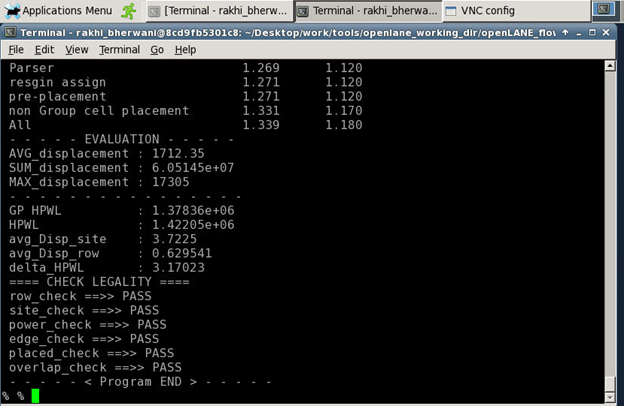 Applications Menu [Terminal - rakhi_bherw... Terminal - rakhi_bherwa... VNC config
Terminal - rakhi_bherwani@8cd9fb5301c8: ~/Desktop/work/tools/openlane_working_dir/openLANE_flov
File Edit View Terminal Go Help
Parser 1.269 1.120
resgin assign 1.271 1.120
pre-placement 1.271 1.120
non Group cell placement 1.331 1.170
All 1.339 1.180
- - - - - EVALUATION - - - - -
AVG_displacement : 1712.35
SUM_displacement : 6.05145e+07
MAX_displacement : 17305
- - - - - - - - - - - - - - - -
GP HPWL : 1.37836e+06
HPWL : 1.42205e+06
avg_Disp_site : 3.7225
avg_Disp_row : 0.629541
delta_HPWL : 3.17023
==== CHECK LEGALITY ====
row_check ==>> PASS
site_check ==>> PASS
power_check ==>> PASS
edge_check ==>> PASS
placed_check ==>> PASS
overlap_check ==>> PASS
- - - - - < Program END > - - - - -
% %